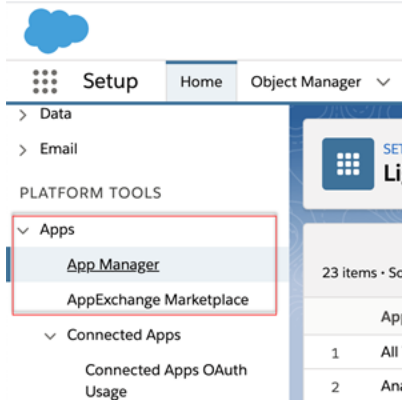 Setup Home Object Manager
Data
Email
PLATFORM TOOLS
Apps
App Manager
AppExchange Marketplace
Connected Apps
Connected Apps OAuth
Usage
23 items •
1 All
2